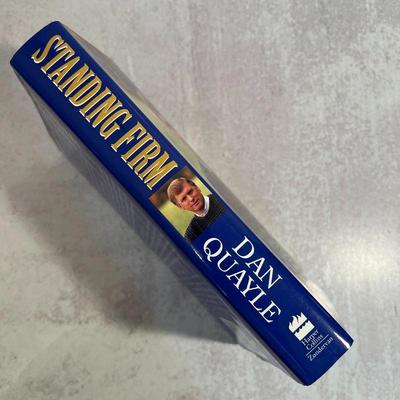 STANDING FIRM
DAN
QUAYLE
Harper
Collins
Zondervan